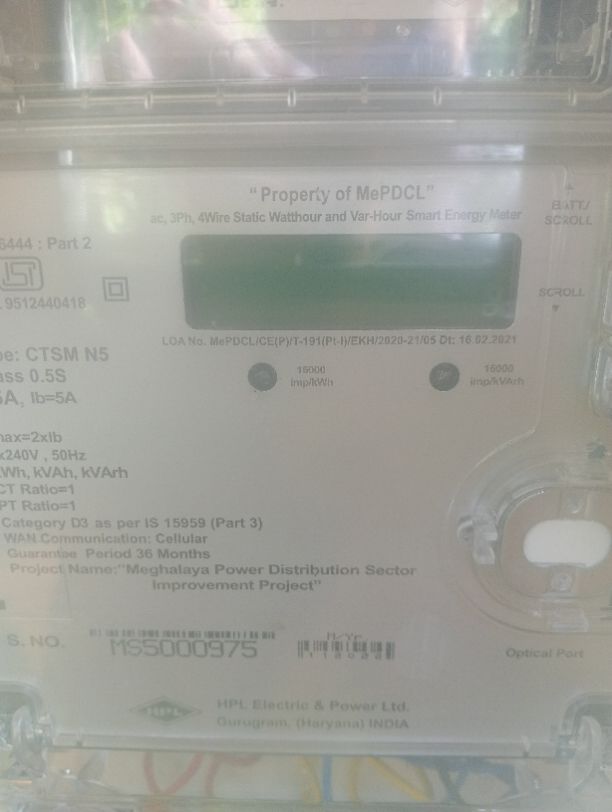 "Property of MePDCL"
ac, 3Ph, 4Wire Static Watthour and Var-Hour Smart Energy Meter
BATT/
SCROLL
6444 : Part 2
9512440418
SCROLL
LOA No. MePDCL/CE(P)/T-191(Pt-I)/EKH/2020-21/05 Dt: 16.02.2021
e: CTSM N5
ass 0.5S
5A, Ib=5A
16000
imp/kWh
16000
imp/kVArh
max=2xIb
x240V , 50Hz
kWh, kVAh, kVArh
CT Ratio=1
PT Ratio=1
Category D3 as per IS 15959 (Part 3)
WAN Communication: Cellular
Guarantee Period 36 Months
Project Name:"Meghalaya Power Distribution Sector
Improvement Project"
S. NO.
MS5000975
M/Yr
Optical Port
HPL
HPL Electric & Power Ltd.
Gurugram, (Haryana) INDIA